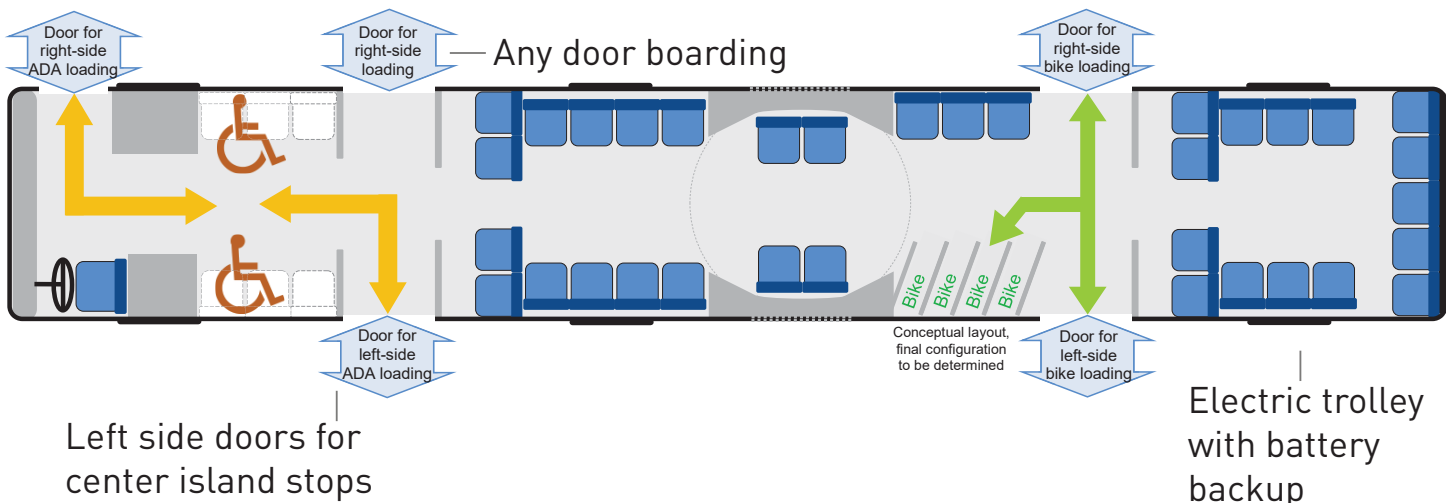 Door for
right-side
ADA loading
Door for
right-side
loading
Any door boarding
Door for
right-side
bike loading
Bike
Bike
Bike
Bike
Conceptual layout,
final configuration
to be determined
Door for
left-side
ADA loading
Door for
left-side
bike loading
Left side doors for
center island stops
Electric trolley
with battery
backup